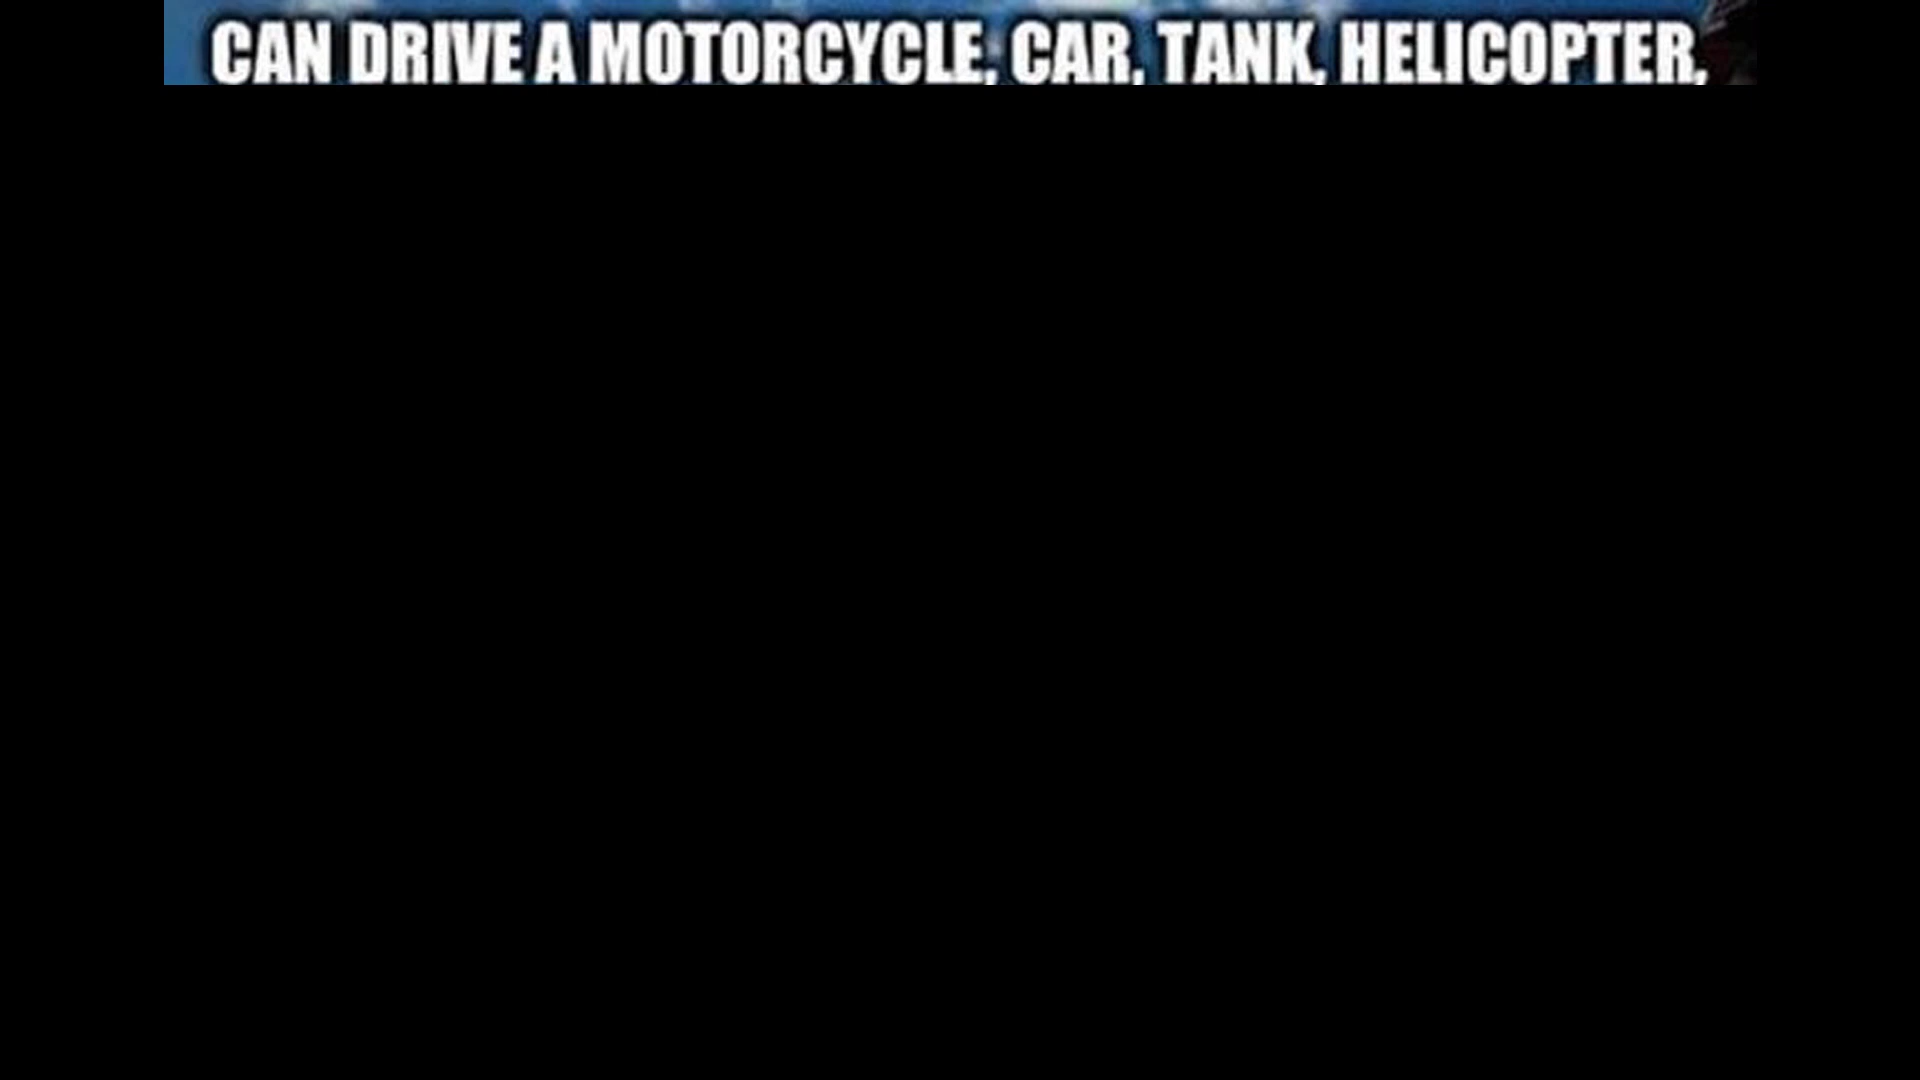 CAN DRIVE A MOTORCYCLE, CAR, TANK, HELICOPTER,